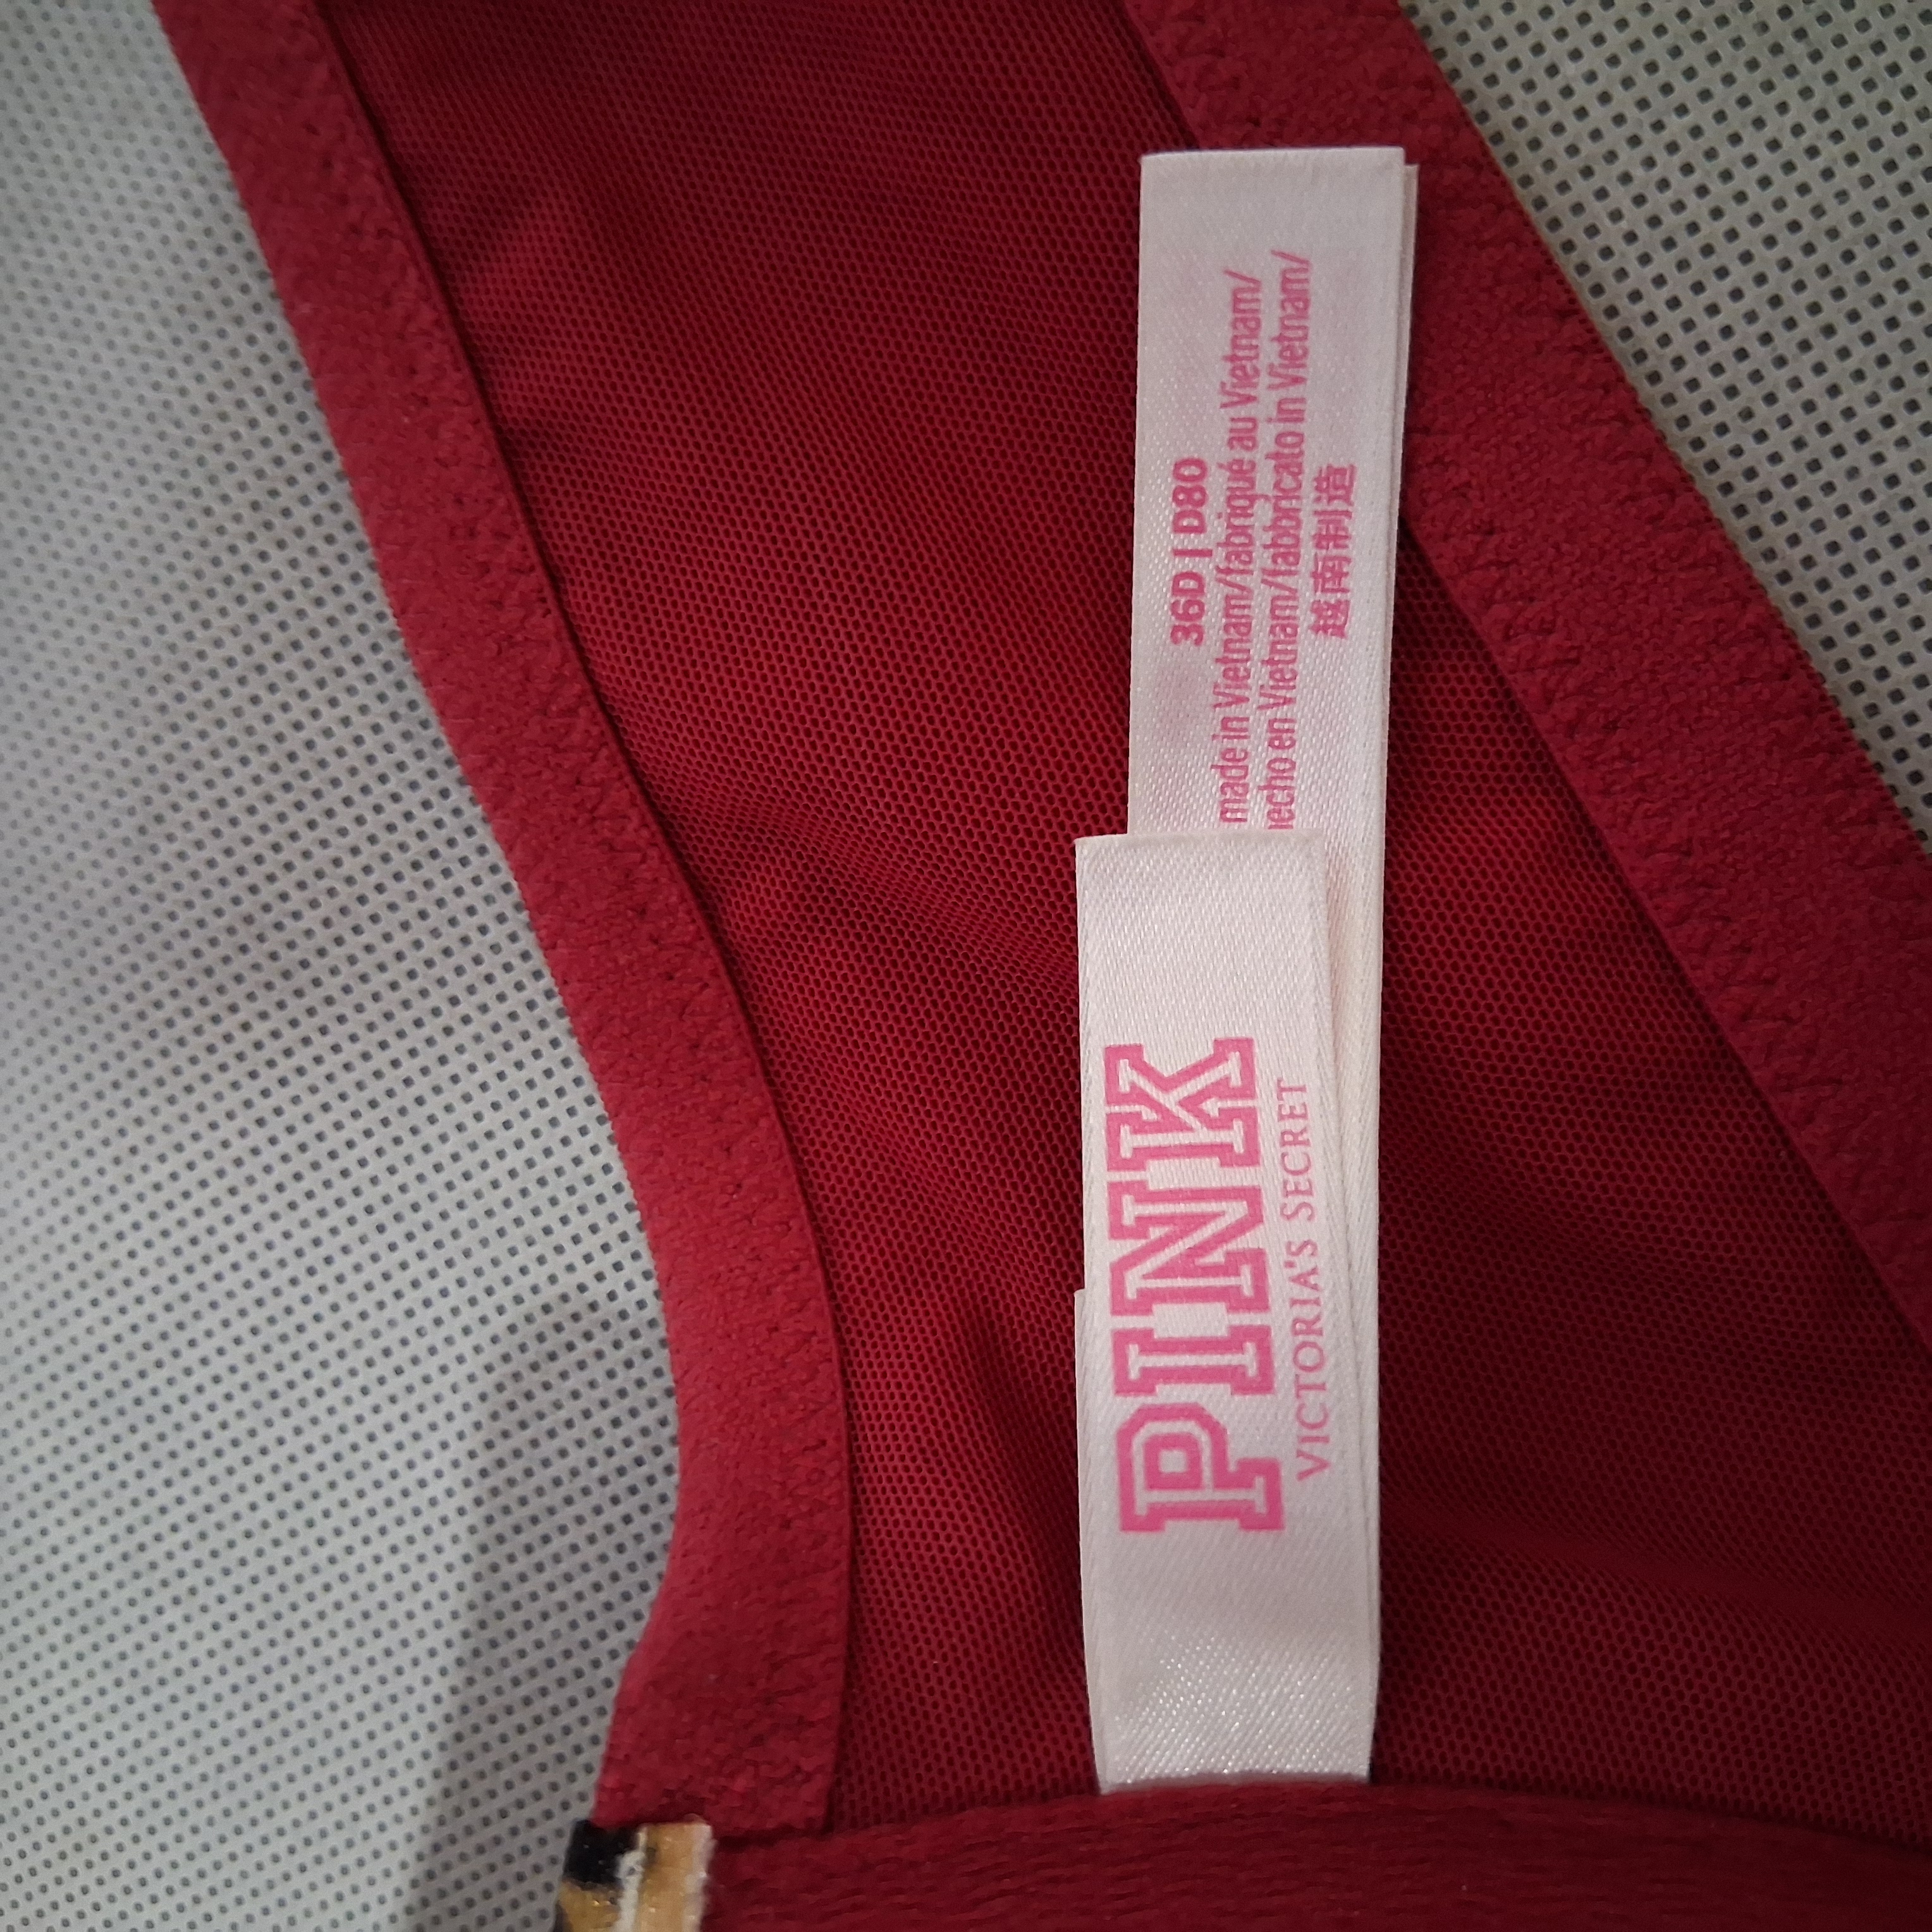 36D | D80
made in Vietnam/fabriqué au Vietnam/
hecho en Vietnam/fabbricato in Vietnam/
越南制造
PINK
VICTORIA'S SECRET